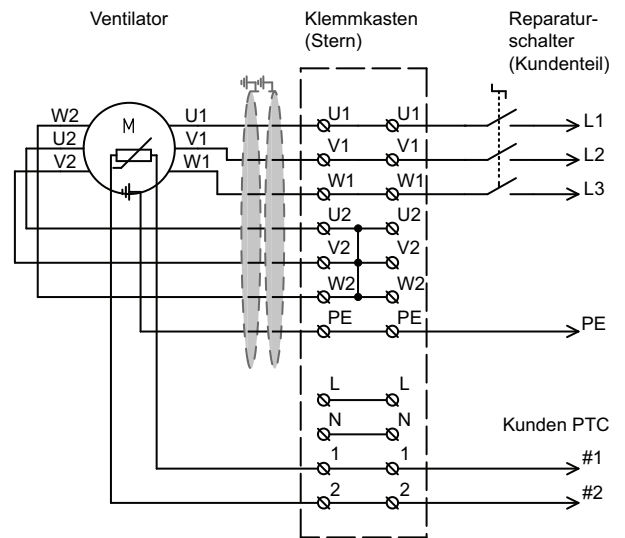 Ventilator
Klemmkasten
(Stern)
Reparatur-
schalter
(Kundenteil)
W2 U1 U1 U1 L1
U2 M V1 V1 V1 L2
V2 W1 W1 W1 L3
U2 U2
V2 V2
W2 W2
PE PE PE
L L
N N Kunden PTC
1 1 #1
2 2 #2